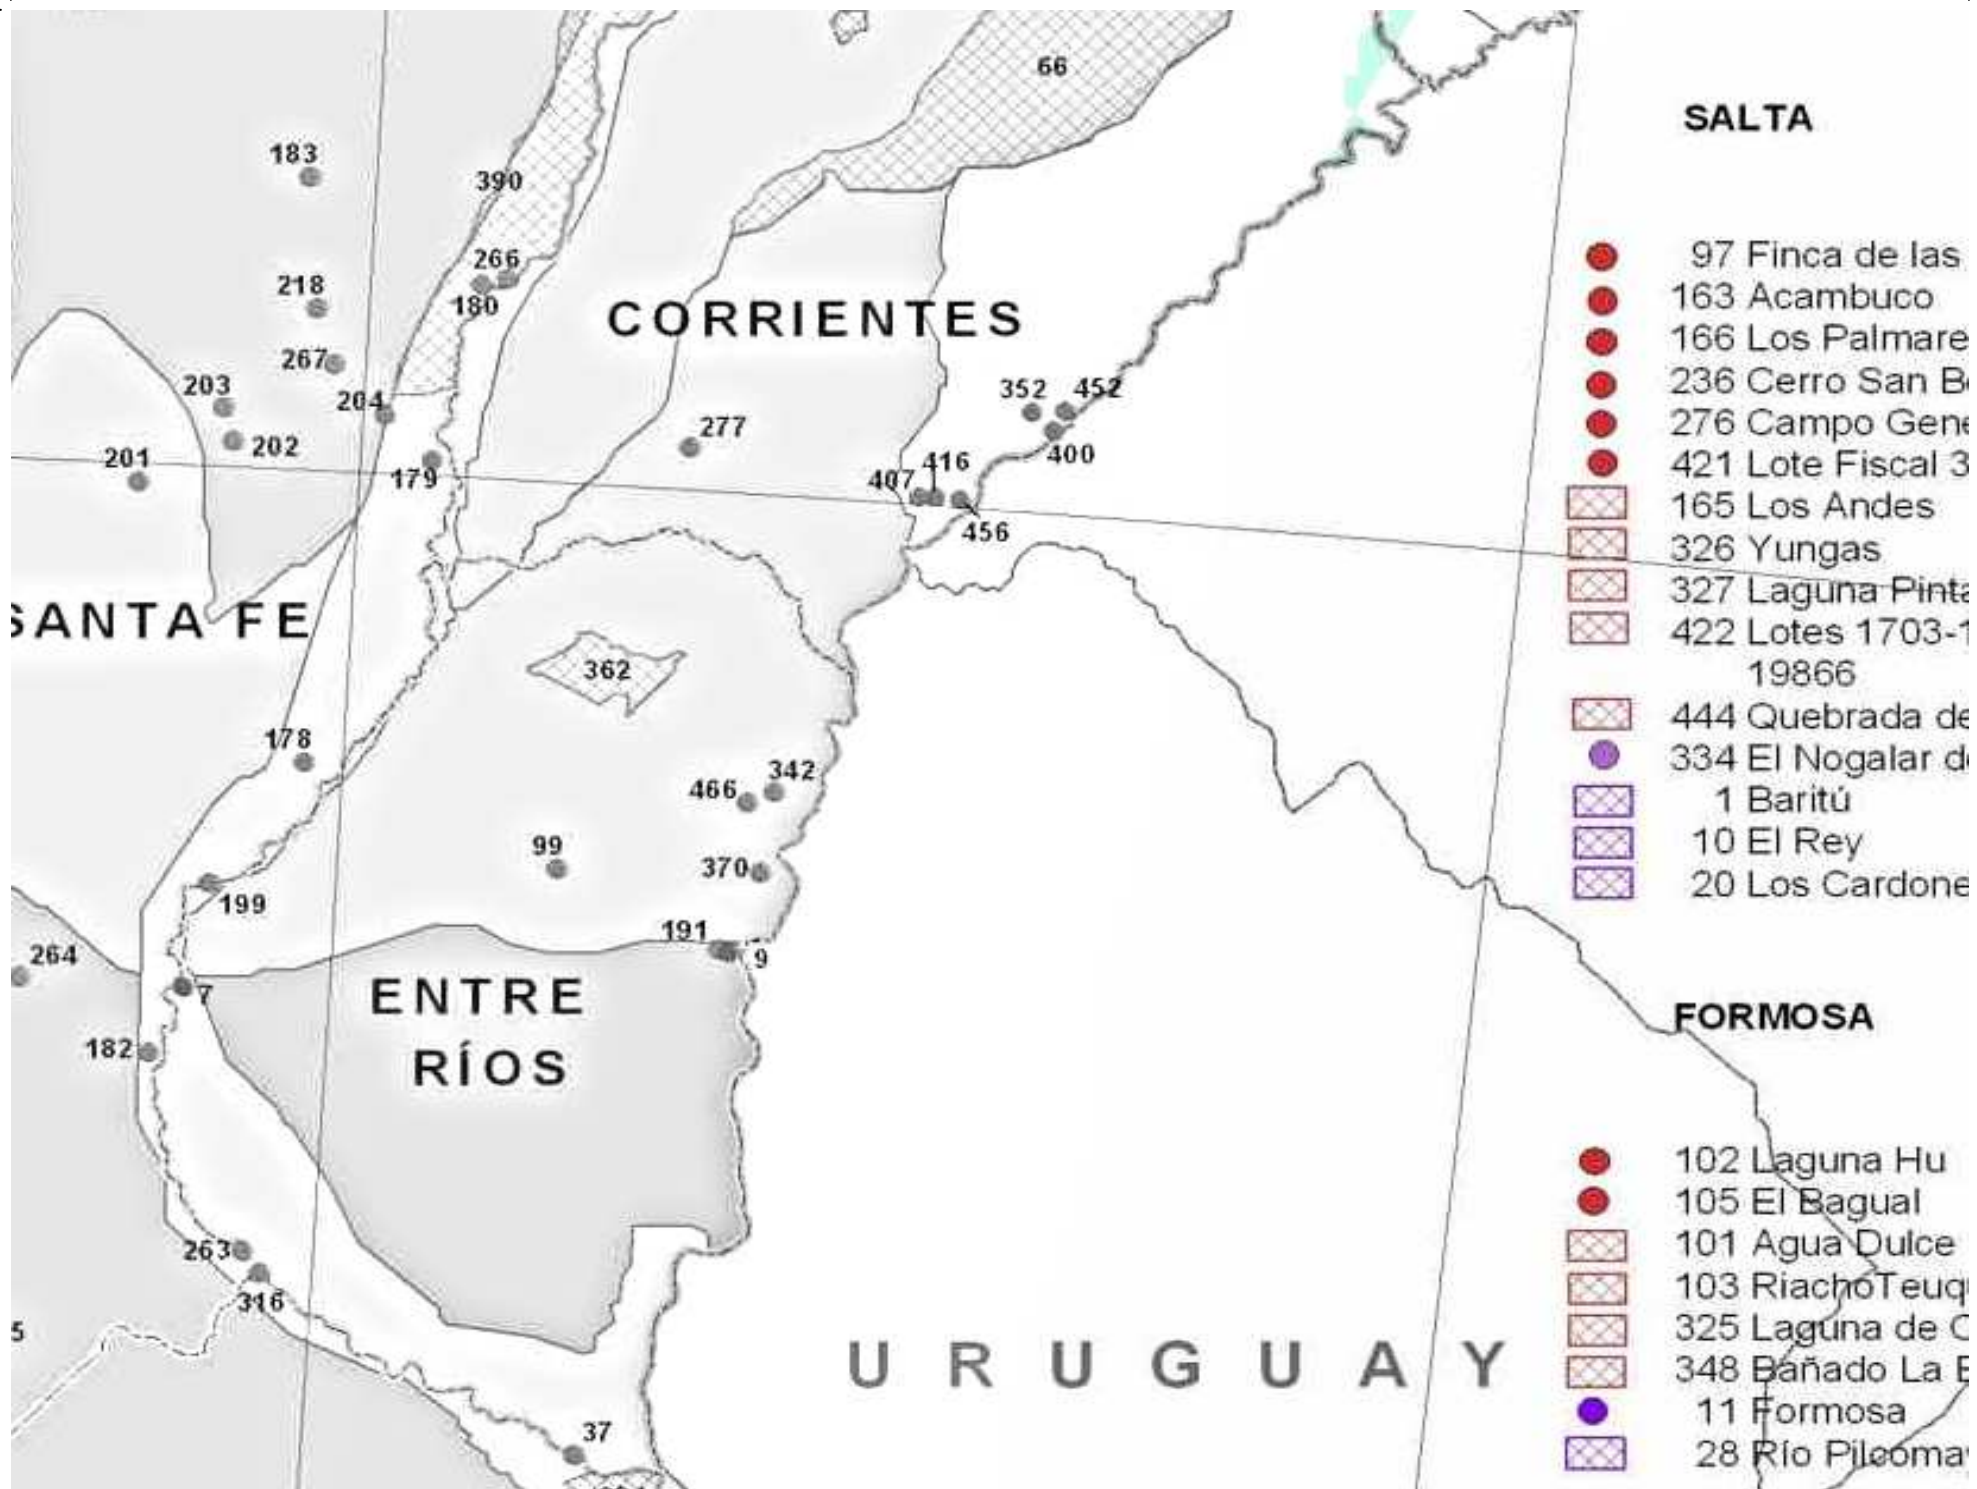 66
183
390
266
218
180
CORRIENTES
267
203
204
352
452
277
202
201
416
400
407
179
456
SANTA FE
362
178
342
466
99
370
199
191
264
9
7
ENTRE
RÍOS
182
263
316
5
URUGUAY
37
SALTA
97 Finca de las
163 Acambuco
166 Los Palmare
236 Cerro San
276 Campo Gene
421 Lote Fiscal 3
165 Los Andes
326 Yungas
327 Laguna Pinta
422 Lotes 1703-1
19866
444 Quebrada de
334 El Nogalar de
1 Baritú
10 El Rey
20 Los Cardone
FORMOSA
102 Laguna Hu
105 El Bagual
101 Agua Dulce
103 RiachoTeuq
325 Laguna de
348 Bañado La
11 Formosa
28 Río Pilcoma